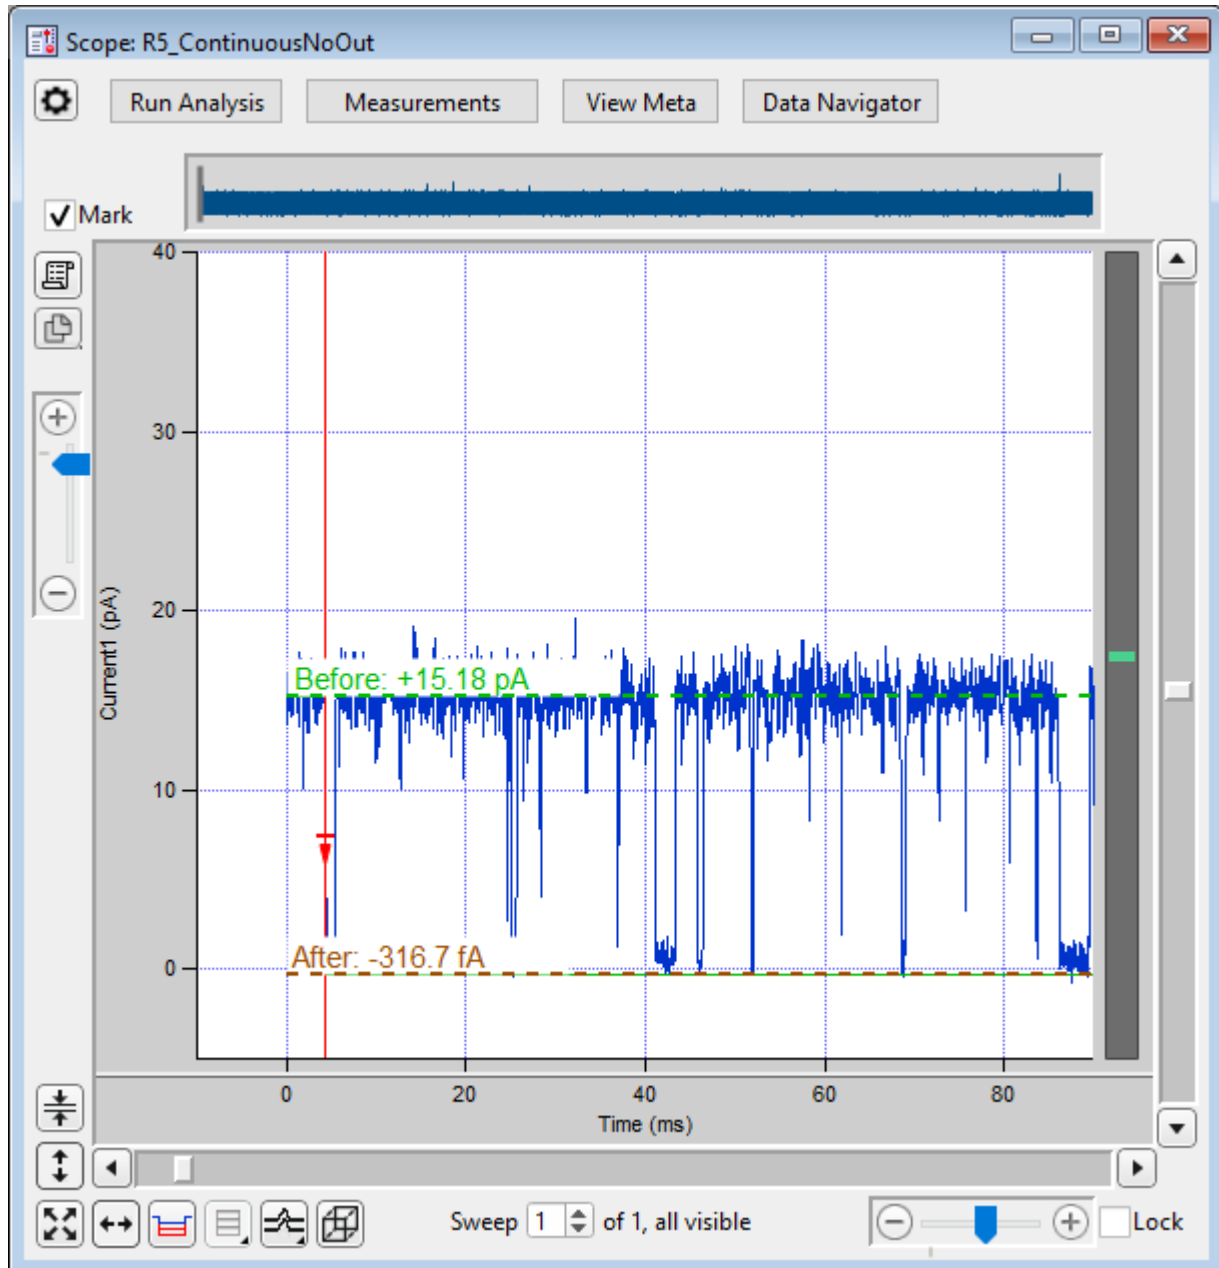 Scope: R5_ContinuousNoOut
Run Analysis Measurements View Meta Data Navigator
Mark
40
30
20
10
0
Current1 (pA)
Before: +15.18 pA
After: -316.7 fA
0 20 40 60 80
Time (ms)
Sweep 1 of 1, all visible
Lock